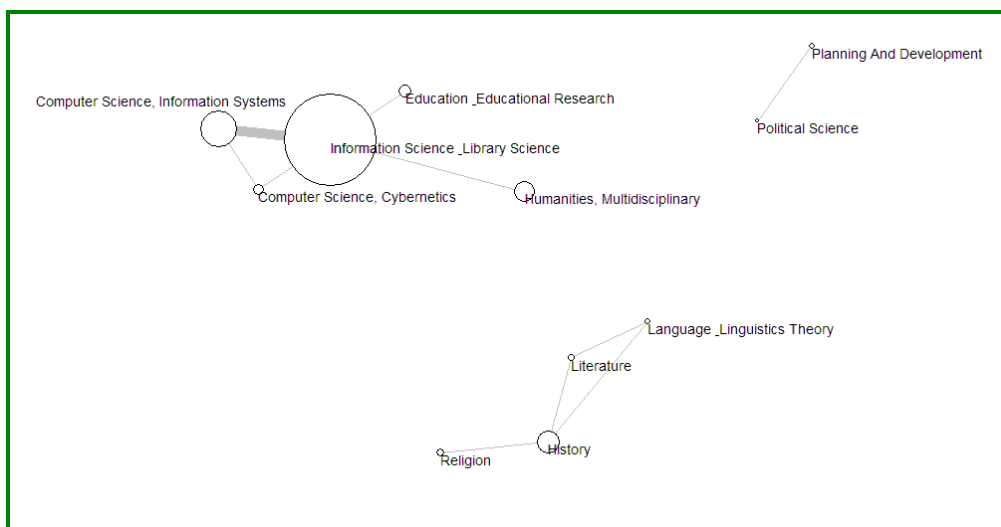 Planning And Development
Computer Science, Information Systems
Education _Educational Research
Political Science
Information Science _Library Science
Computer Science, Cybernetics
Humanities, Multidisciplinary
Language _Linguistics Theory
Literature
History
Religion